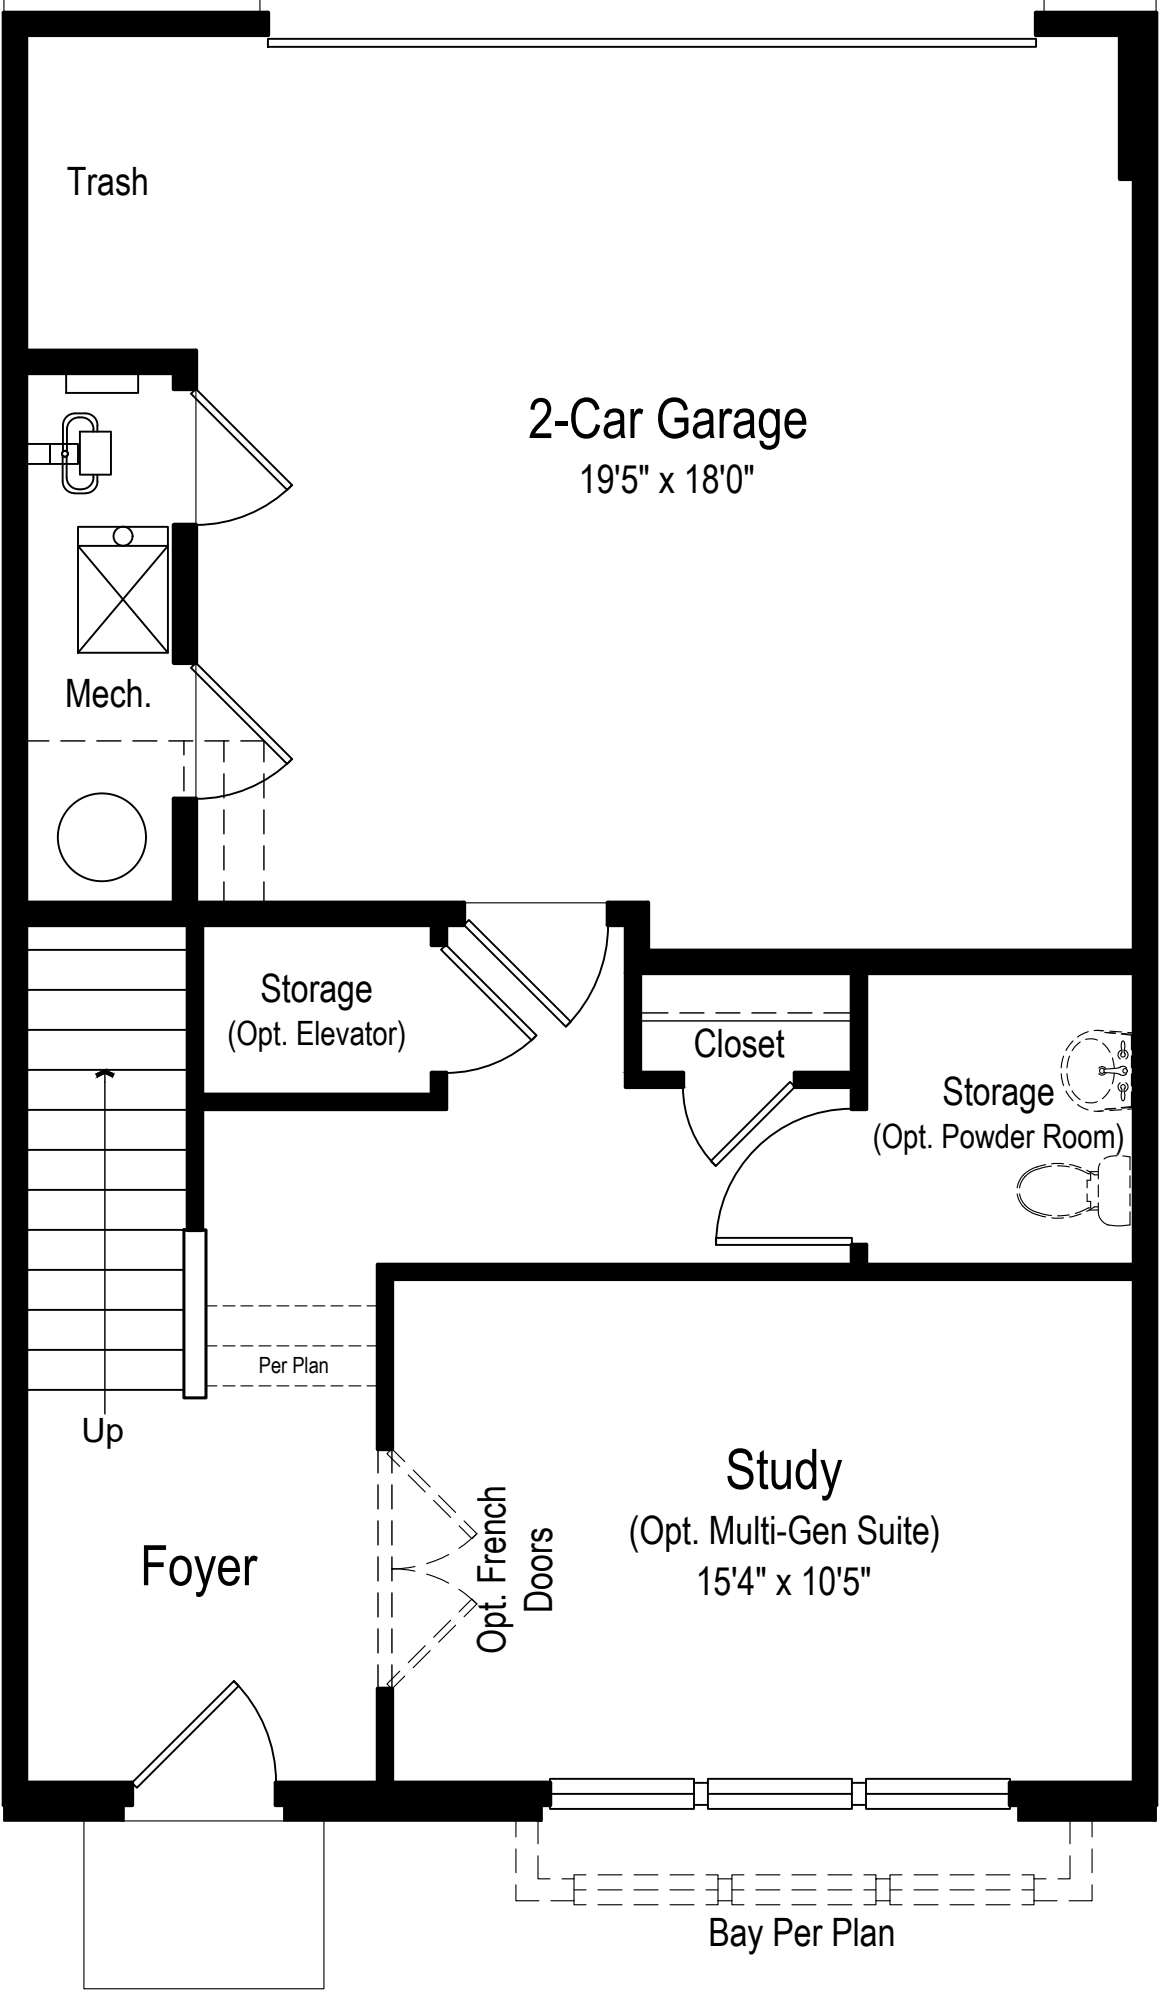 Trash
2-Car Garage
19'5" x 18'0"
Mech.
Storage
(Opt. Elevator)
Closet
Storage
(Opt. Powder Room)
Per Plan
Up
Foyer
Opt. French
Doors
Study
(Opt. Multi-Gen Suite)
15'4" x 10'5"
Bay Per Plan